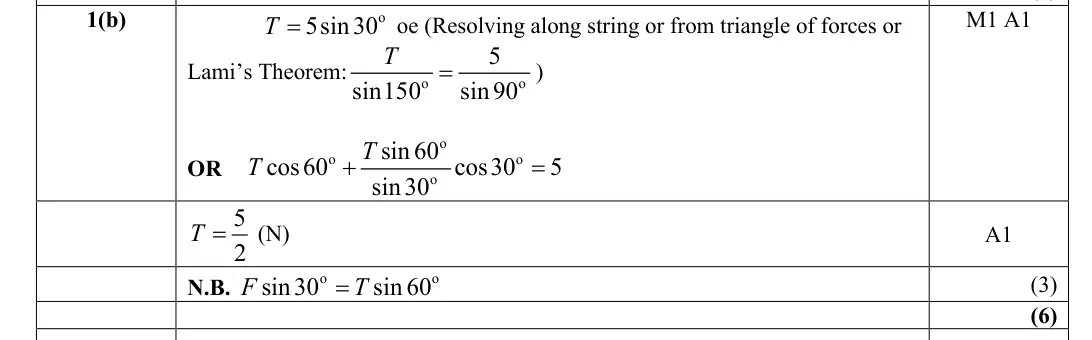 1(b) T = 5 sin 30° oe (Resolving along string or from triangle of forces or M1 A1
Lami's Theorem: T/sin 150° = 5/sin 90° )
OR T cos 60° + (T sin 60°/sin 30°) cos 30° = 5
T = 5/2 (N) A1
N.B. F sin 30° = T sin 60° (3)
(6)